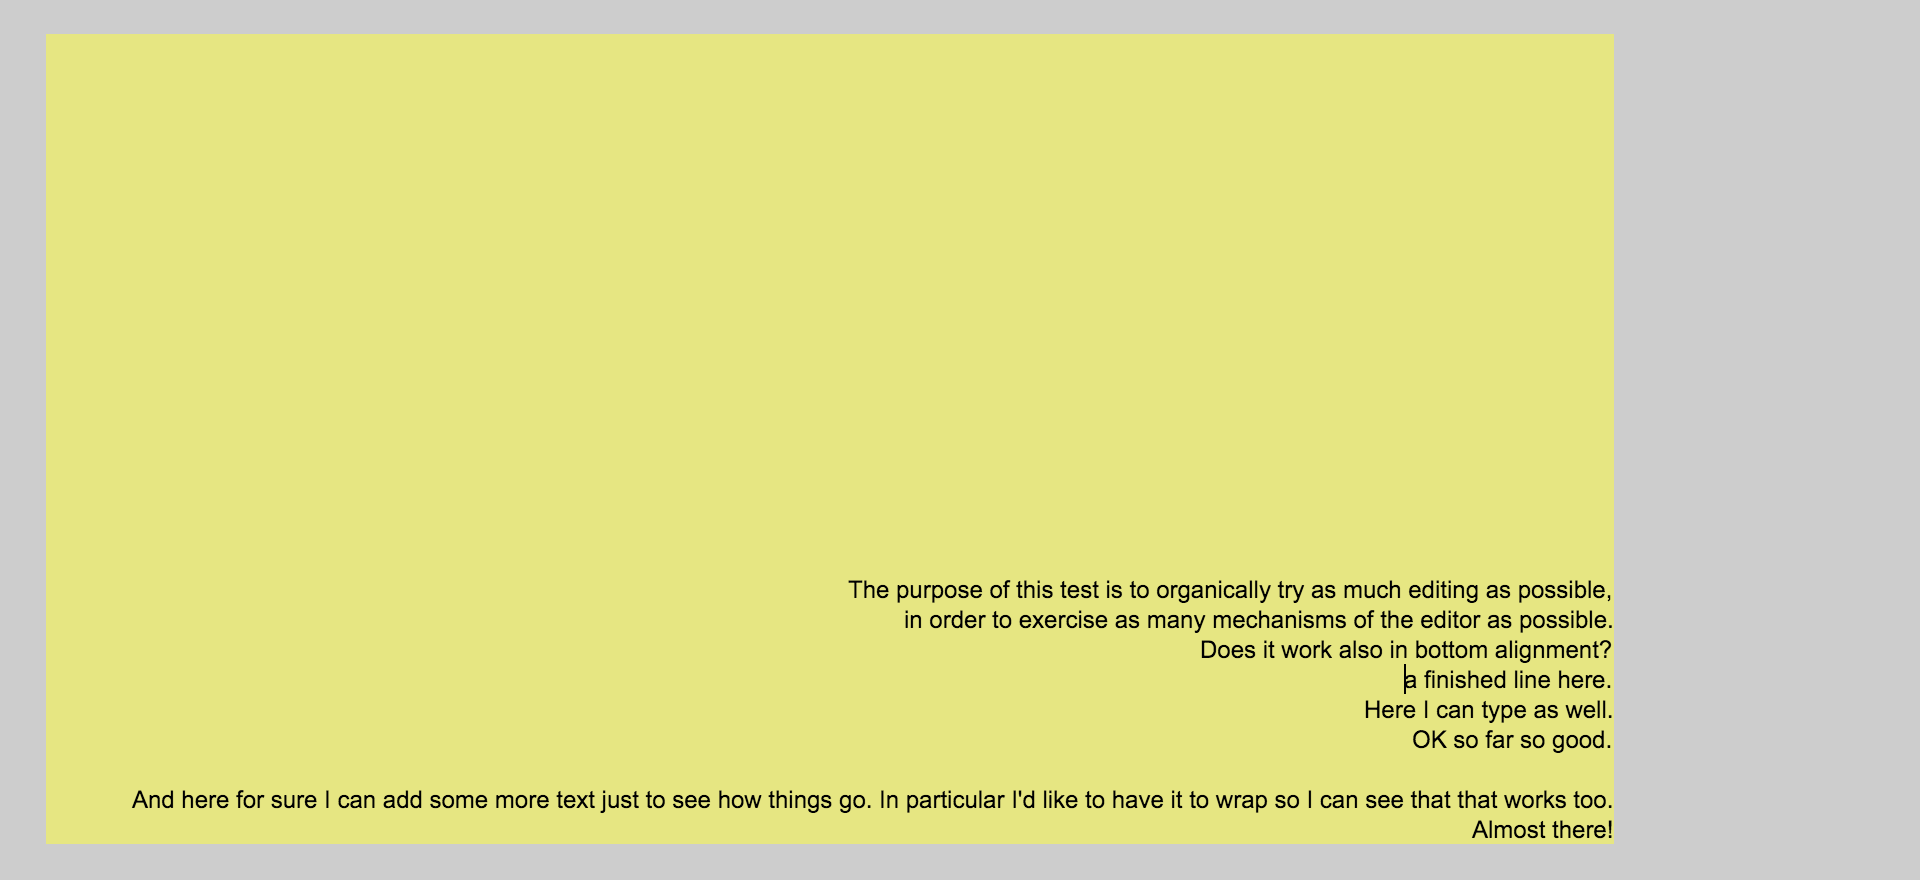 The purpose of this test is to organically try as much editing as possible,
in order to exercise as many mechanisms of the editor as possible.
Does it work also in bottom alignment?
a finished line here.
Here I can type as well.
OK so far so good.
And here for sure I can add some more text just to see how things go. In particular I'd like to have it to wrap so I can see that that works too.
Almost there!